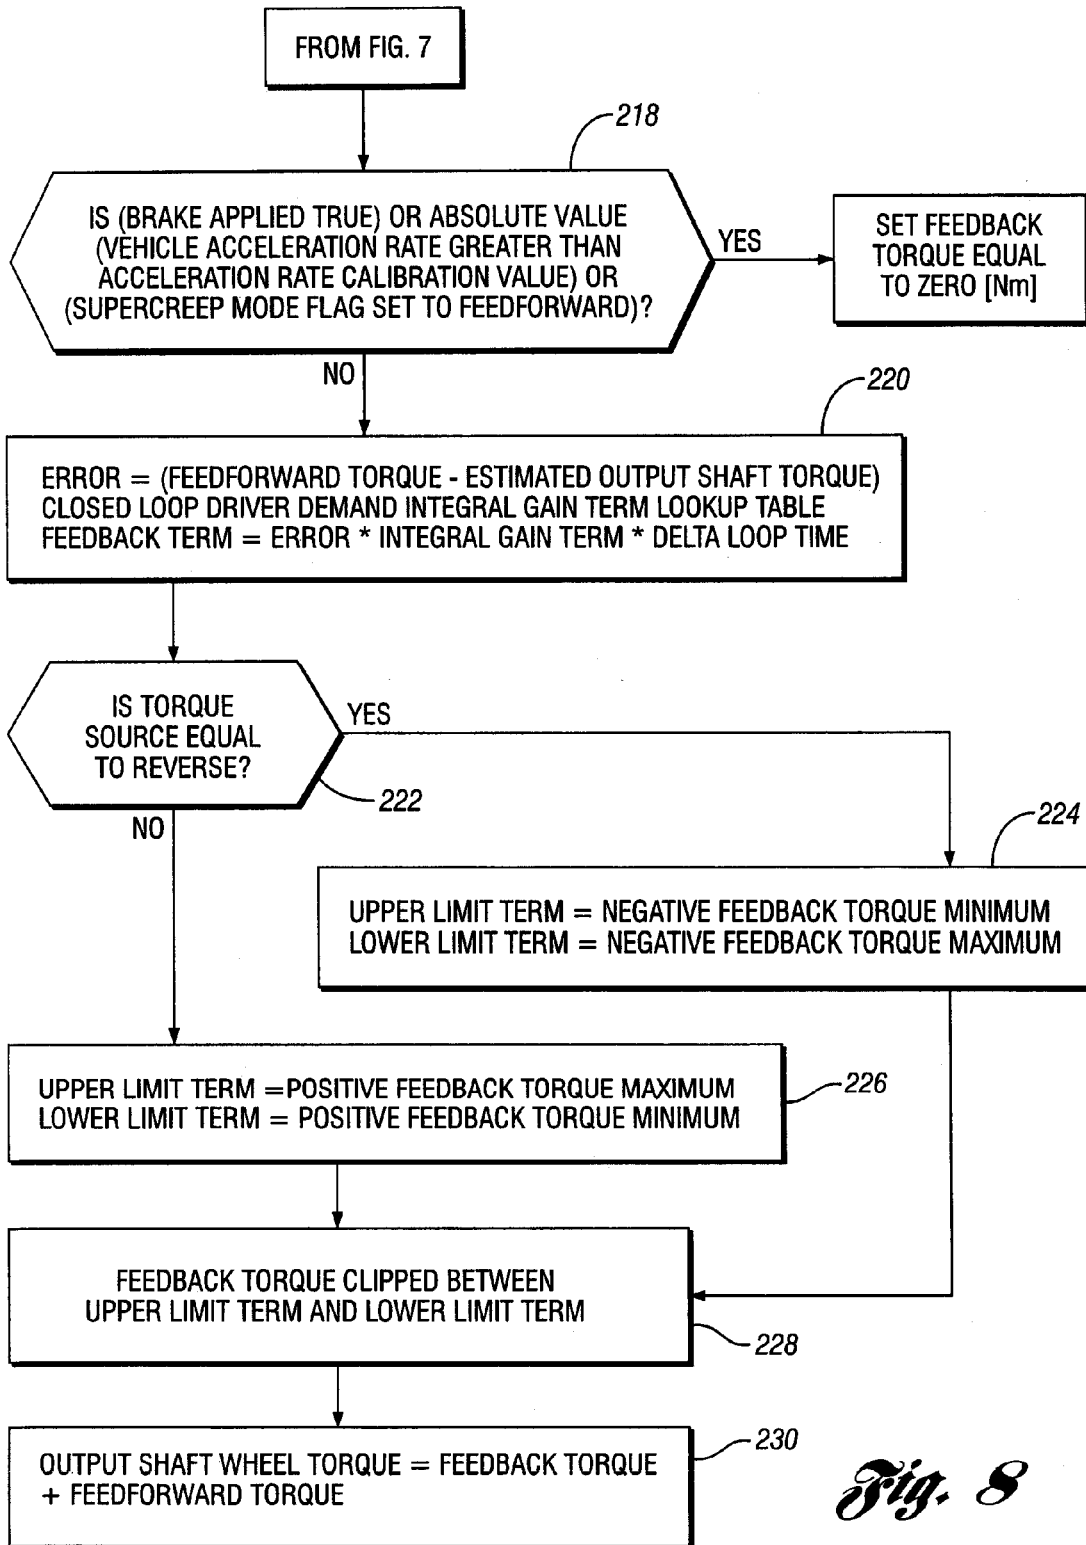 FROM FIG. 7
218
IS (BRAKE APPLIED TRUE) OR ABSOLUTE VALUE
(VEHICLE ACCELERATION RATE GREATER THAN
ACCELERATION RATE CALIBRATION VALUE) OR
(SUPERCREEP MODE FLAG SET TO FEEDFORWARD)?
YES
SET FEEDBACK
TORQUE EQUAL
TO ZERO [Nm]
NO
220
ERROR = (FEEDFORWARD TORQUE - ESTIMATED OUTPUT SHAFT TORQUE)
CLOSED LOOP DRIVER DEMAND INTEGRAL GAIN TERM LOOKUP TABLE
FEEDBACK TERM = ERROR * INTEGRAL GAIN TERM * DELTA LOOP TIME
IS TORQUE
SOURCE EQUAL
TO REVERSE?
YES
222
NO
224
UPPER LIMIT TERM = NEGATIVE FEEDBACK TORQUE MINIMUM
LOWER LIMIT TERM = NEGATIVE FEEDBACK TORQUE MAXIMUM
UPPER LIMIT TERM =POSITIVE FEEDBACK TORQUE MAXIMUM
LOWER LIMIT TERM = POSITIVE FEEDBACK TORQUE MINIMUM
226
FEEDBACK TORQUE CLIPPED BETWEEN
UPPER LIMIT TERM AND LOWER LIMIT TERM
228
OUTPUT SHAFT WHEEL TORQUE = FEEDBACK TORQUE
+ FEEDFORWARD TORQUE
230
Fig. 8